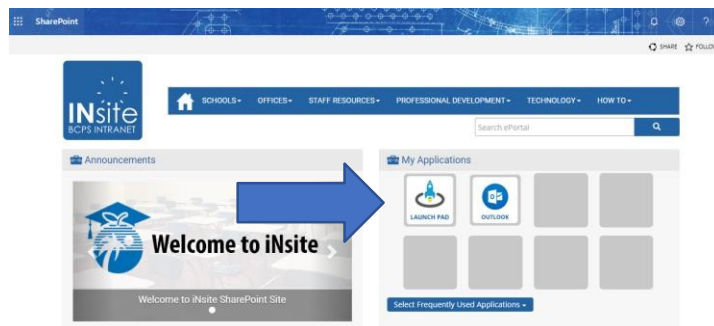 SharePoint
SHARE FOLLOW
INsite
BCPS INTRANET
SCHOOLS OFFICES STAFF RESOURCES PROFESSIONAL DEVELOPMENT TECHNOLOGY HOW TO
Search ePortal
Announcements
My Applications
LAUNCH PAD OUTLOOK
Welcome to iNsite
Welcome to iNsite SharePoint Site
Select Frequently Used Applications